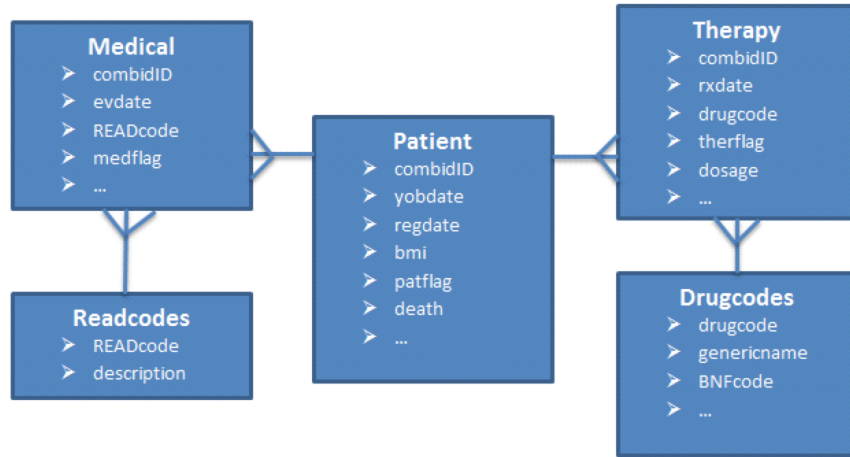 Medical
➢ combidID
➢ evdate
➢ READcode
➢ medflag
➢ ...
Readcodes
➢ READcode
➢ description
Patient
➢ combidID
➢ yobdate
➢ regdate
➢ bmi
➢ patflag
➢ death
➢ ...
Therapy
➢ combidID
➢ rxdate
➢ drugcode
➢ therflag
➢ dosage
➢ ...
Drugcodes
➢ drugcode
➢ genericname
➢ BNFcode
➢ ...